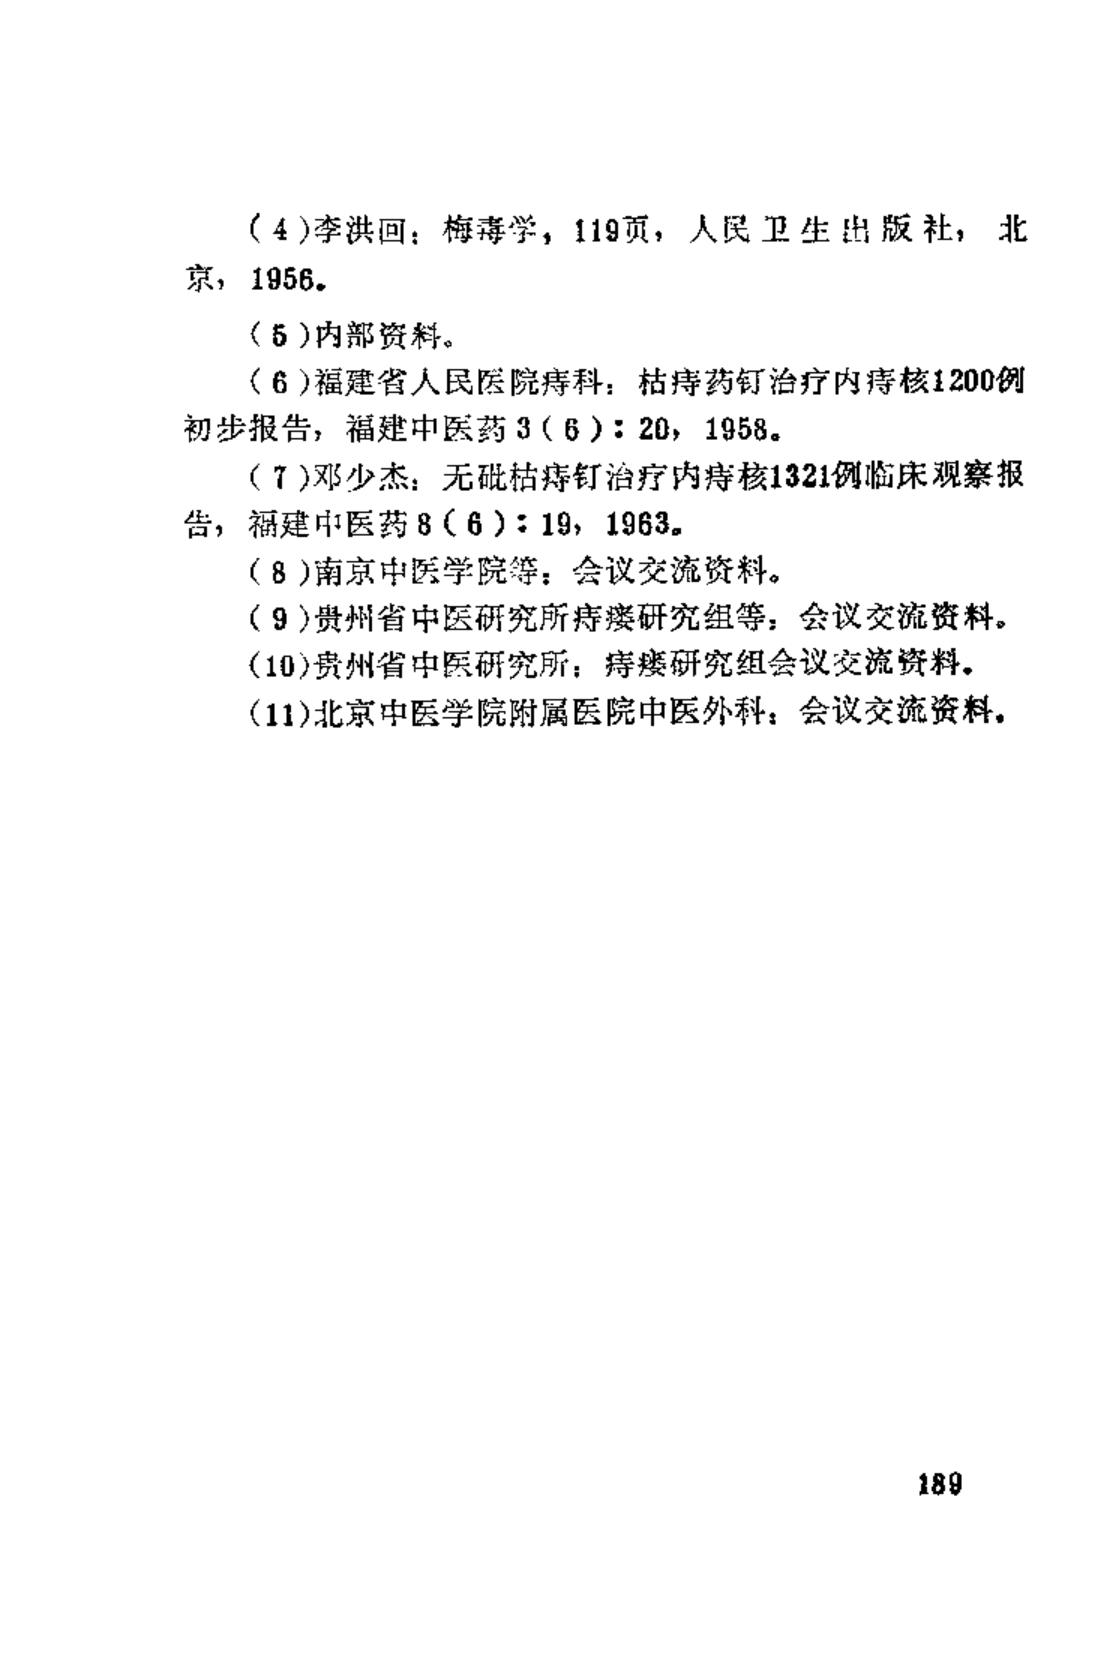 (4)李洪回：梅毒学，119页，人民卫生出版社，北
京，1956。
(5)内部资料。
(6)福建省人民医院痔科：枯痔药钉治疗内痔核1200例
初步报告，福建中医药3(6)：20，1958。
(7)邓少杰：无砒枯痔钉治疗内痔核1321例临床观察报
告，福建中医药8(6)：19，1963。
(8)南京中医学院等：会议交流资料。
(9)贵州省中医研究所痔瘘研究组等：会议交流资料。
(10)贵州省中医研究所；痔瘘研究组会议交流资料。
(11)北京中医学院附属医院中医外科：会议交流资料。
189